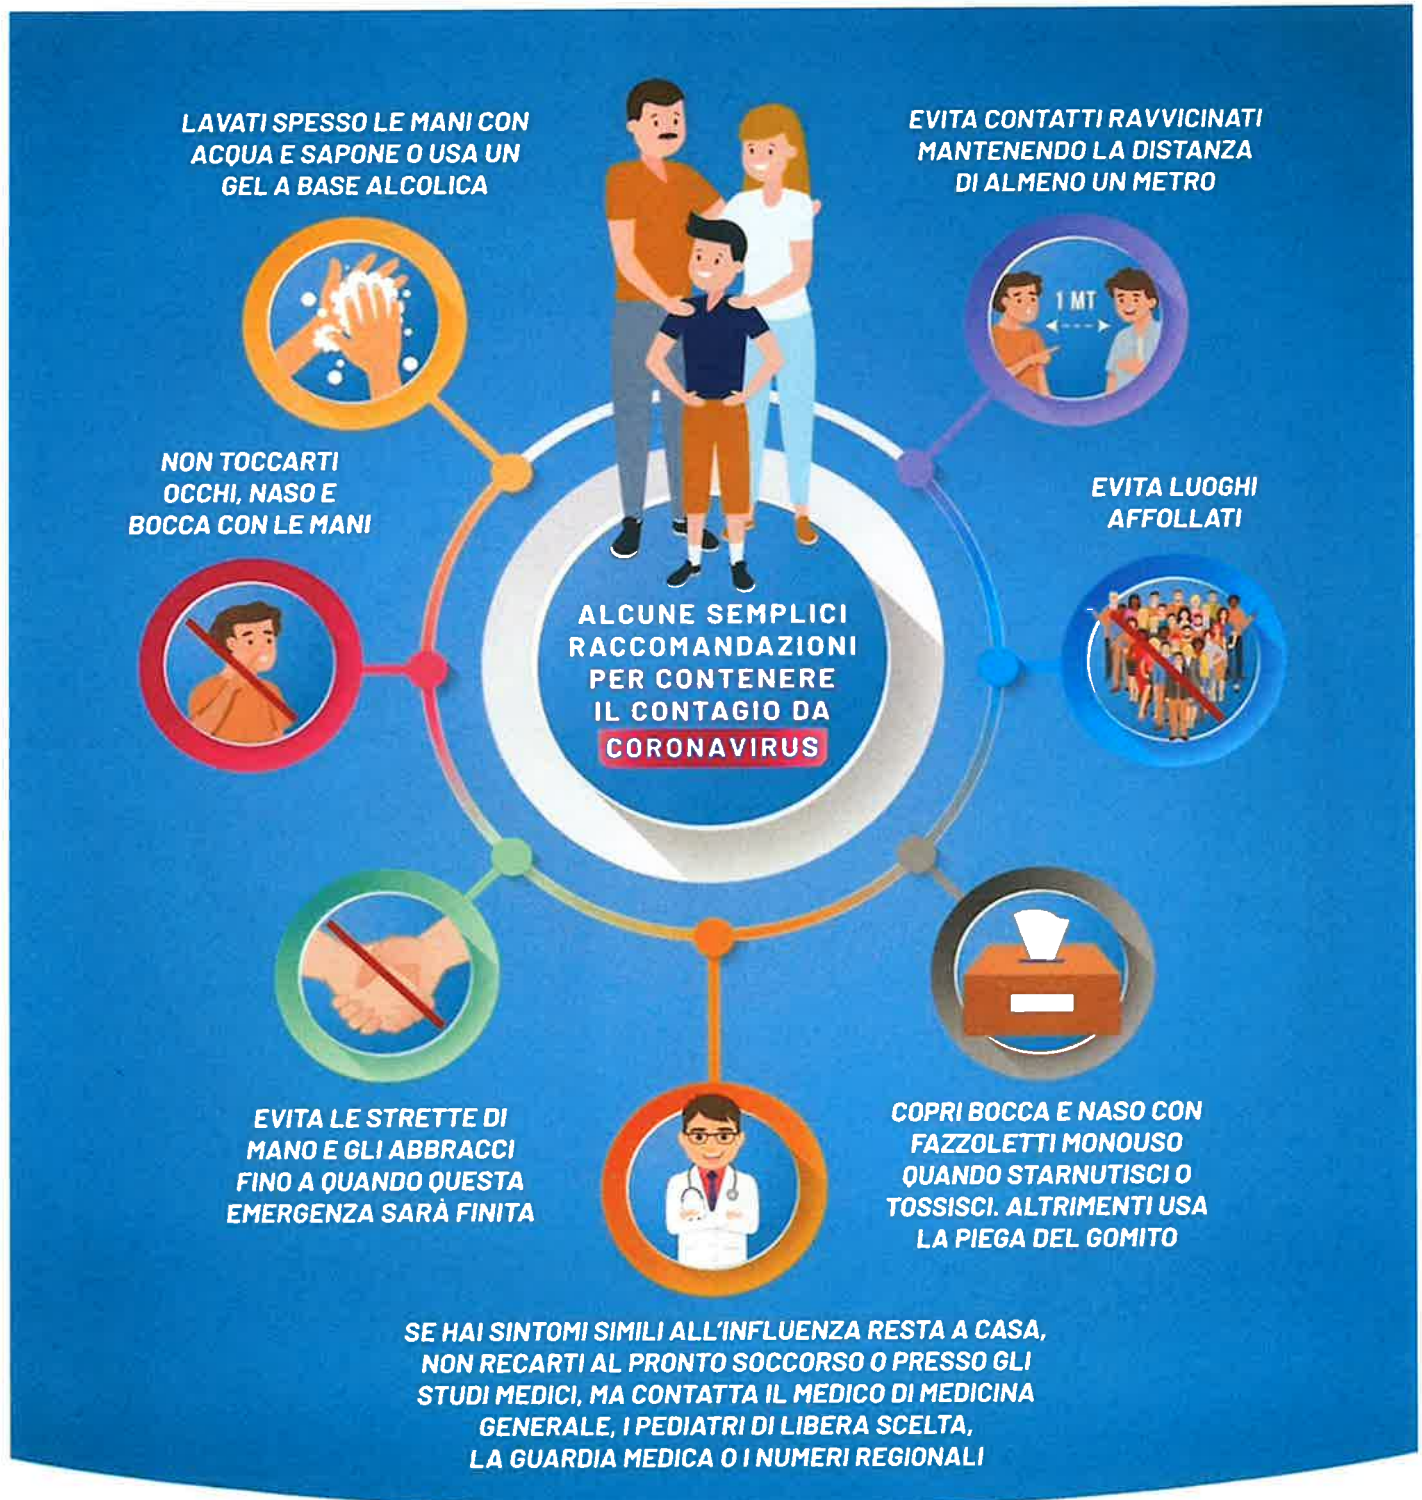 LAVATI SPESSO LE MANI CON
ACQUA E SAPONE O USA UN
GEL A BASE ALCOLICA
EVITA CONTATTI RAVVICINATI
MANTENENDO LA DISTANZA
DI ALMENO UN METRO
1 MT
NON TOCCARTI
OCCHI, NASO E
BOCCA CON LE MANI
EVITA LUOGHI
AFFOLLATI
ALCUNE SEMPLICI
RACCOMANDAZIONI
PER CONTENERE
IL CONTAGIO DA
CORONAVIRUS
EVITA LE STRETTE DI
MANO E GLI ABBRACCI
FINO A QUANDO QUESTA
EMERGENZA SARÀ FINITA
COPRI BOCCA E NASO CON
FAZZOLETTI MONOUSO
QUANDO STARNUTISCI O
TOSSISCI. ALTRIMENTI USA
LA PIEGA DEL GOMITO
SE HAI SINTOMI SIMILI ALL'INFLUENZA RESTA A CASA,
NON RECARTI AL PRONTO SOCCORSO O PRESSO GLI
STUDI MEDICI, MA CONTATTA IL MEDICO DI MEDICINA
GENERALE, I PEDIATRI DI LIBERA SCELTA,
LA GUARDIA MEDICA O I NUMERI REGIONALI